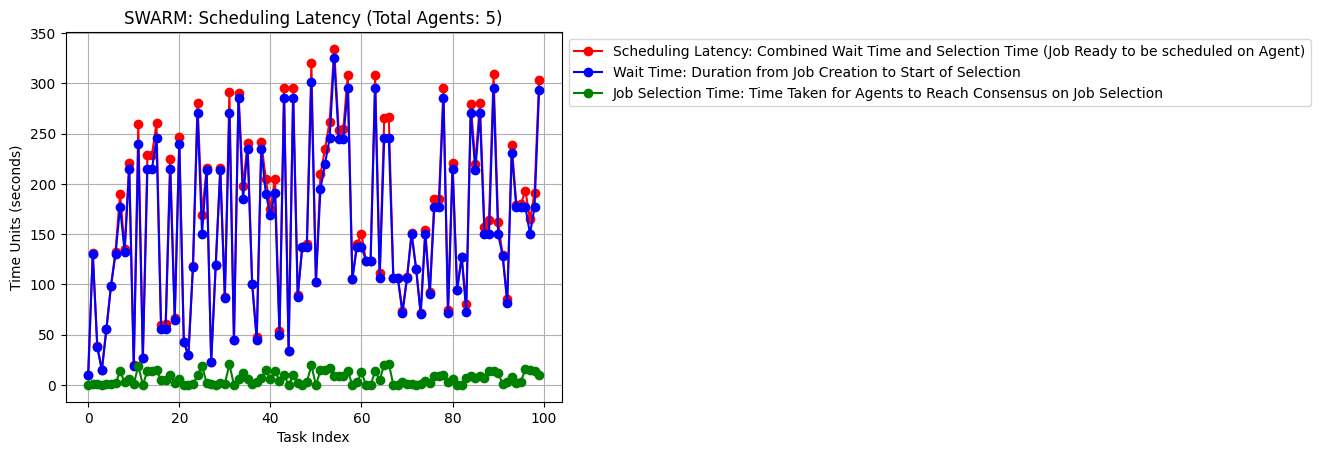 SWARM: Scheduling Latency (Total Agents: 5)
Scheduling Latency: Combined Wait Time and Selection Time (Job Ready to be scheduled on Agent)
Wait Time: Duration from Job Creation to Start of Selection
Job Selection Time: Time Taken for Agents to Reach Consensus on Job Selection
Time Units (seconds)
350
300
250
200
150
100
50
0
0 20 40 60 80 100
Task Index